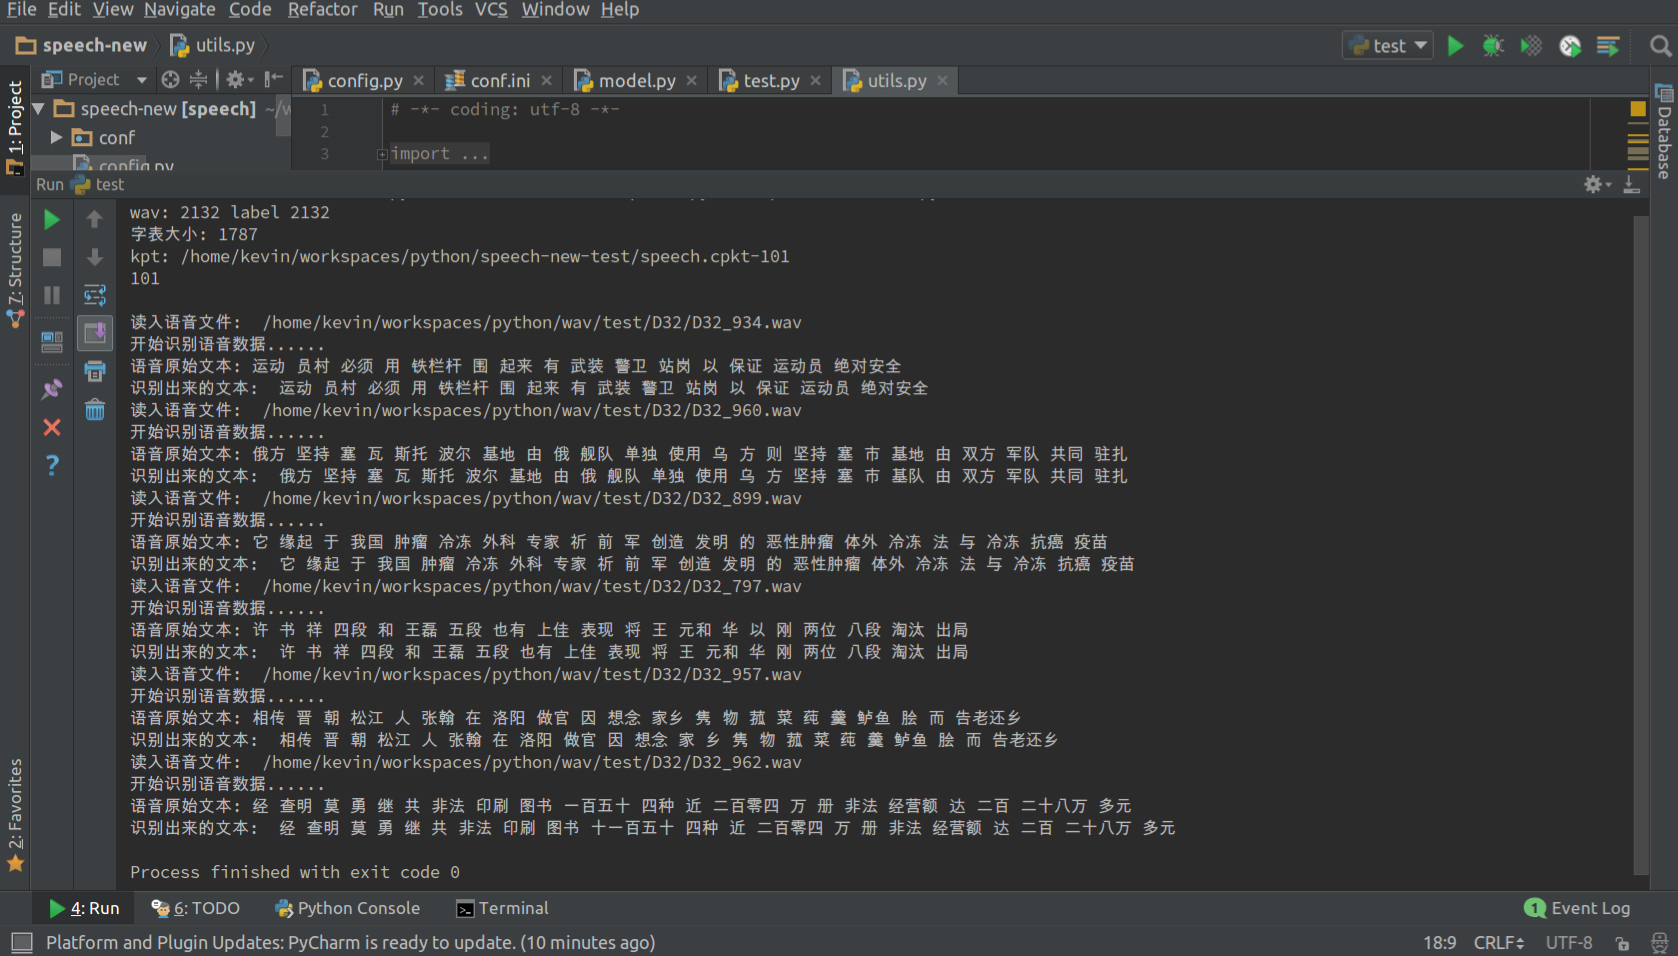 File Edit View Navigate Code Refactor Run Tools VCS Window Help
speech-new utils.py test
Project config.py conf.ini model.py test.py utils.py
1: Project
speech-new [speech] ~/w
conf
config.py
1 # -*- coding: utf-8 -*-
2
3 import ...
Database
Run test
7: Structure
2: Favorites
wav: 2132 label 2132
字表大小: 1787
kpt: /home/kevin/workspaces/python/speech-new-test/speech.cpkt-101
101
读入语音文件: /home/kevin/workspaces/python/wav/test/D32/D32_934.wav
开始识别语音数据......
语音原始文本: 运动 员村 必须 用 铁栏杆 围 起来 有 武装 警卫 站岗 以 保证 运动员 绝对安全
识别出来的文本: 运动 员村 必须 用 铁栏杆 围 起来 有 武装 警卫 站岗 以 保证 运动员 绝对安全
读入语音文件: /home/kevin/workspaces/python/wav/test/D32/D32_960.wav
开始识别语音数据......
语音原始文本: 俄方 坚持 塞 瓦 斯托 波尔 基地 由 俄 舰队 单独 使用 乌 方 则 坚持 塞 市 基地 由 双方 军队 共同 驻扎
识别出来的文本: 俄方 坚持 塞 瓦 斯托 波尔 基地 由 俄 舰队 单独 使用 乌 方 坚持 塞 市 基队 由 双方 军队 共同 驻扎
读入语音文件: /home/kevin/workspaces/python/wav/test/D32/D32_899.wav
开始识别语音数据......
语音原始文本: 它 缘起 于 我国 肿瘤 冷冻 外科 专家 祈 前 军 创造 发明 的 恶性肿瘤 体外 冷冻 法 与 冷冻 抗癌 疫苗
识别出来的文本: 它 缘起 于 我国 肿瘤 冷冻 外科 专家 祈 前 军 创造 发明 的 恶性肿瘤 体外 冷冻 法 与 冷冻 抗癌 疫苗
读入语音文件: /home/kevin/workspaces/python/wav/test/D32/D32_797.wav
开始识别语音数据......
语音原始文本: 许 书 祥 四段 和 王磊 五段 也有 上佳 表现 将 王 元和 华 以 刚 两位 八段 淘汰 出局
识别出来的文本: 许 书 祥 四段 和 王磊 五段 也有 上佳 表现 将 王 元和 华 刚 两位 八段 淘汰 出局
读入语音文件: /home/kevin/workspaces/python/wav/test/D32/D32_957.wav
开始识别语音数据......
语音原始文本: 相传 晋 朝 松江 人 张翰 在 洛阳 做官 因 想念 家乡 隽 物 菰 菜 莼 羹 鲈鱼 脍 而 告老还乡
识别出来的文本: 相传 晋 朝 松江 人 张翰 在 洛阳 做官 因 想念 家 乡 隽 物 菰 菜 莼 羹 鲈鱼 脍 而 告老还乡
读入语音文件: /home/kevin/workspaces/python/wav/test/D32/D32_962.wav
开始识别语音数据......
语音原始文本: 经 查明 莫 勇 继 共 非法 印刷 图书 一百五十 四种 近 二百零四 万 册 非法 经营额 达 二百 二十八万 多元
识别出来的文本: 经 查明 莫 勇 继 共 非法 印刷 图书 十一百五十 四种 近 二百零四 万 册 非法 经营额 达 二百 二十八万 多元
Process finished with exit code 0
4: Run 6: TODO Python Console Terminal 1 Event Log
Platform and Plugin Updates: PyCharm is ready to update. (10 minutes ago) 18:9 CRLF UTF-8